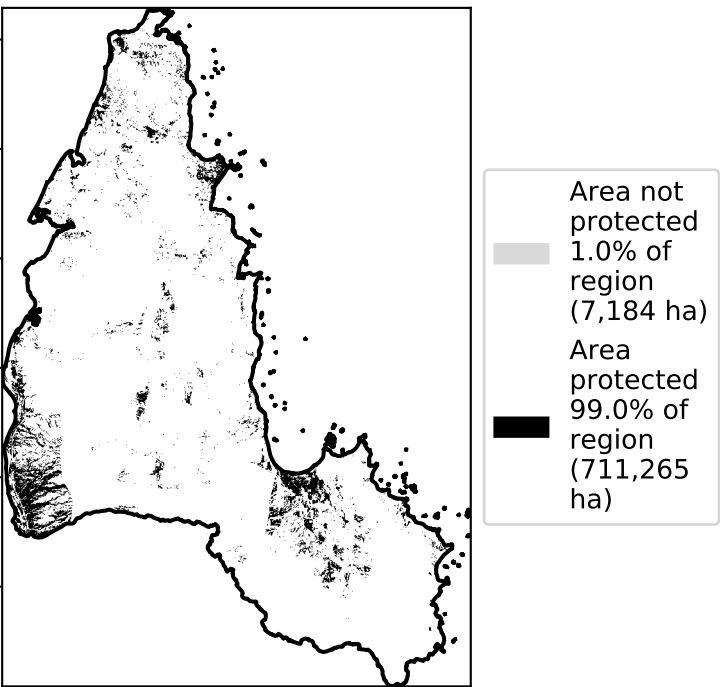 Area not
protected
1.0% of
region
(7,184 ha)
Area
protected
99.0% of
region
(711,265
ha)